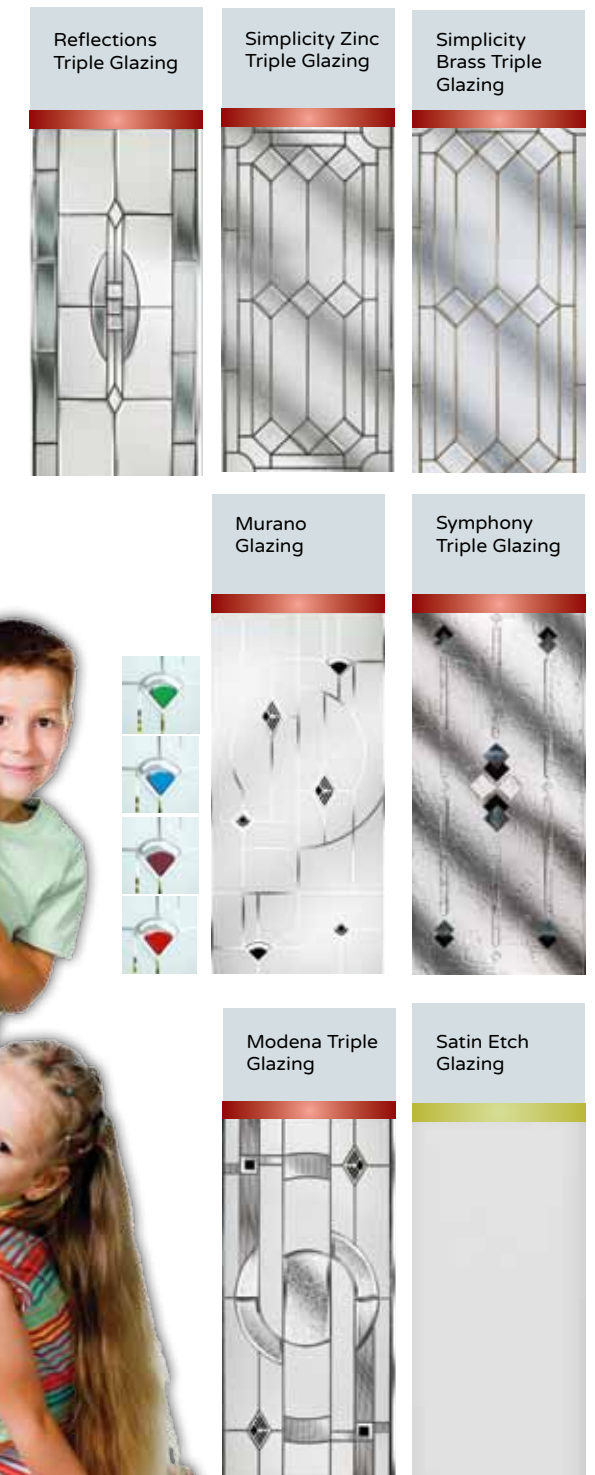 Reflections
Triple Glazing
Simplicity Zinc
Triple Glazing
Simplicity
Brass Triple
Glazing
Murano
Glazing
Symphony
Triple Glazing
Modena Triple
Glazing
Satin Etch
Glazing